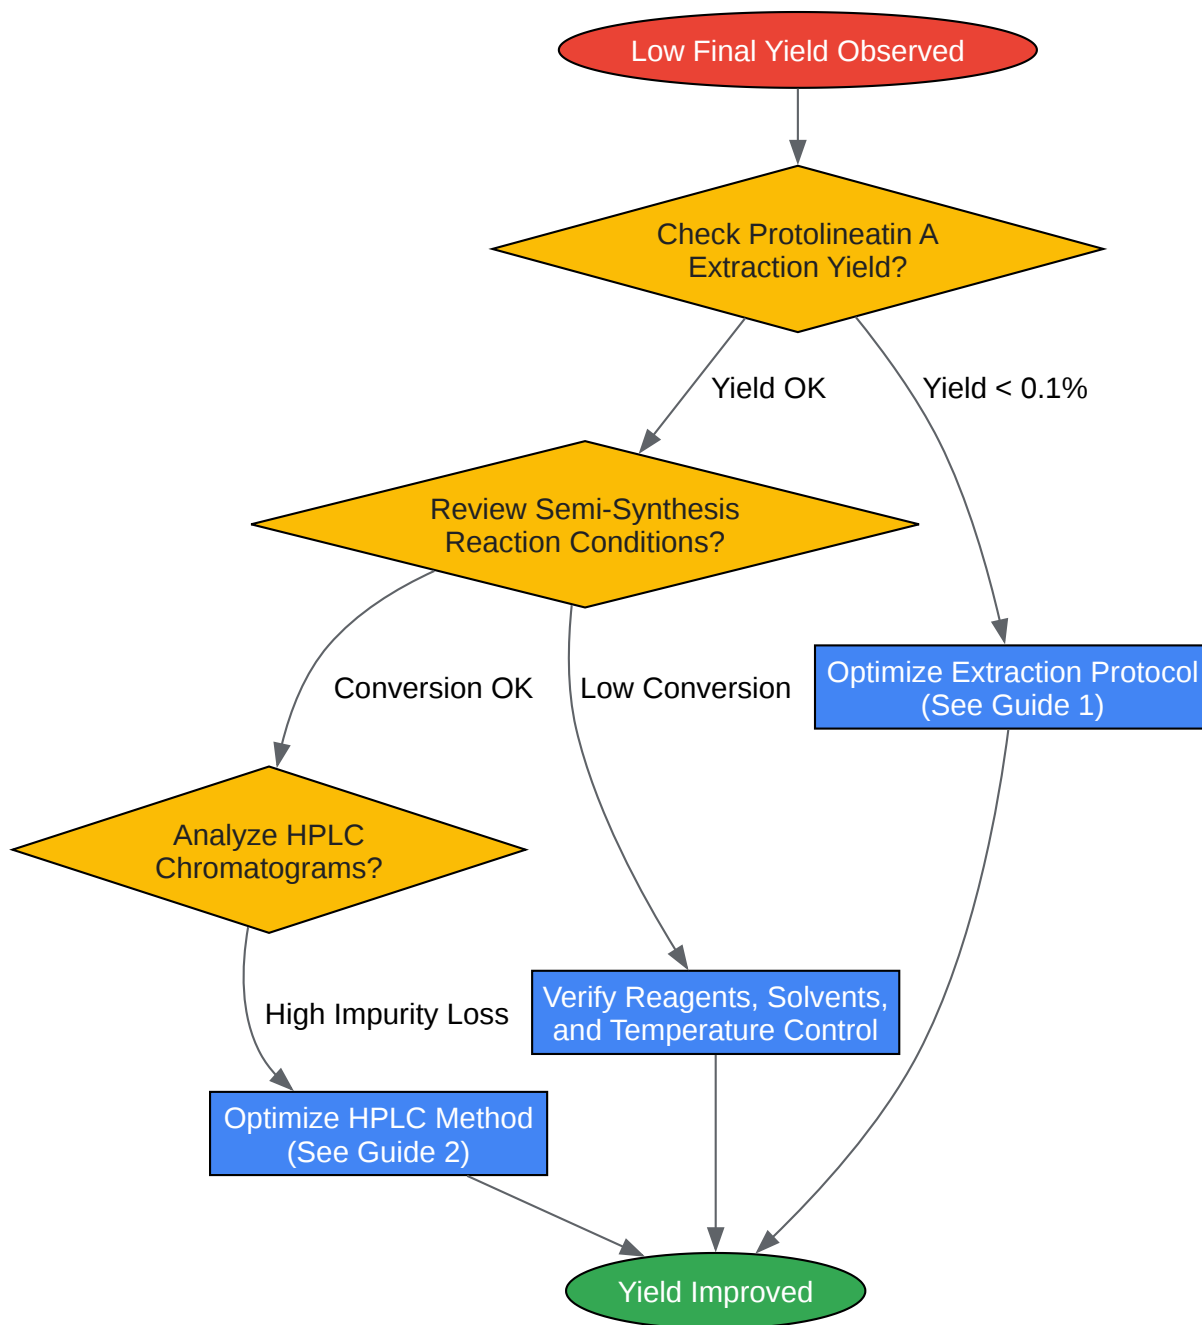 Low Final Yield Observed
Check Protolineatin A
Extraction Yield?
Yield OK
Yield < 0.1%
Review Semi-Synthesis
Reaction Conditions?
Conversion OK
Low Conversion
Optimize Extraction Protocol
(See Guide 1)
Analyze HPLC
Chromatograms?
High Impurity Loss
Verify Reagents, Solvents,
and Temperature Control
Optimize HPLC Method
(See Guide 2)
Yield Improved